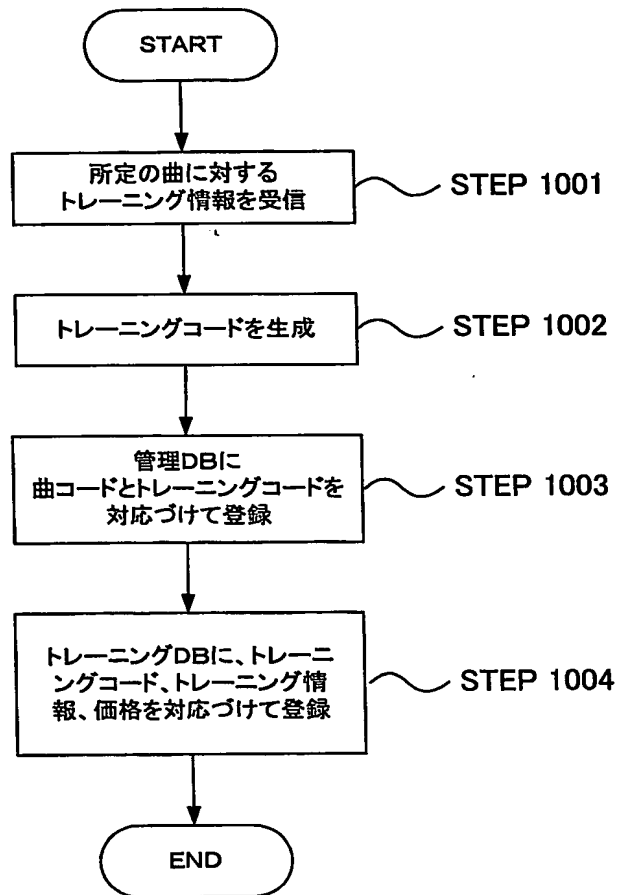 START
所定の曲に対する
トレーニング情報を受信
STEP 1001
トレーニングコードを生成
STEP 1002
管理DBに
曲コードとトレーニングコードを
対応づけて登録
STEP 1003
トレーニングDBに、トレーニ
ングコード、トレーニング情
報、価格を対応づけて登録
STEP 1004
END